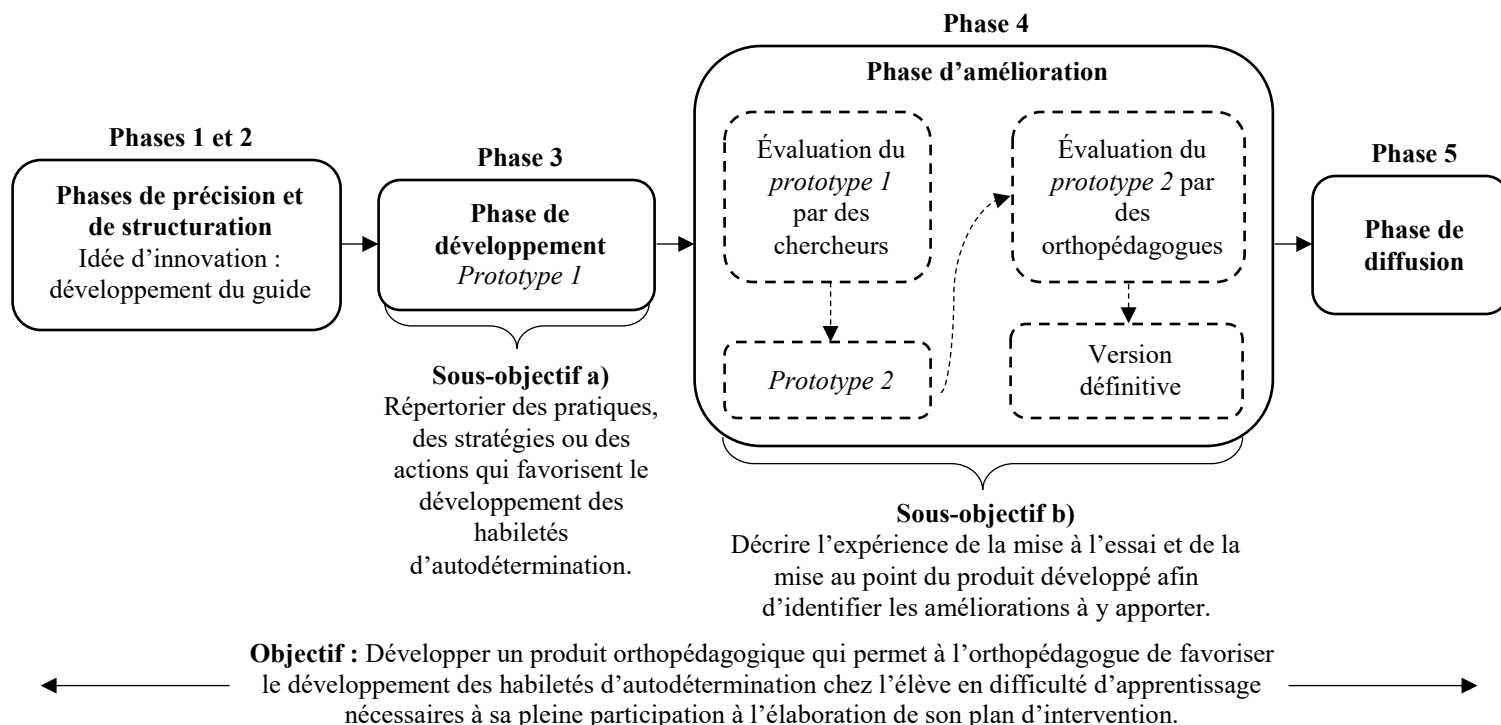 Phases 1 et 2
Phases de précision et
de structuration
Idée d’innovation :
développement du guide
Phase 3
Phase de
développement
Prototype 1
Sous-objectif a)
Répertorier des pratiques,
des stratégies ou des
actions qui favorisent le
développement des
habiletés
d’autodétermination.
Phase 4
Phase d’amélioration
Évaluation du
prototype 1
par des
chercheurs
Prototype 2
Évaluation du
prototype 2 par
des
orthopédagogues
Version
définitive
Sous-objectif b)
Décrire l’expérience de la mise à l’essai et de la
mise au point du produit développé afin
d’identifier les améliorations à y apporter.
Phase 5
Phase de
diffusion
Objectif : Développer un produit orthopédagogique qui permet à l’orthopédagogue de favoriser
le développement des habiletés d’autodétermination chez l’élève en difficulté d’apprentissage
nécessaires à sa pleine participation à l’élaboration de son plan d’intervention.